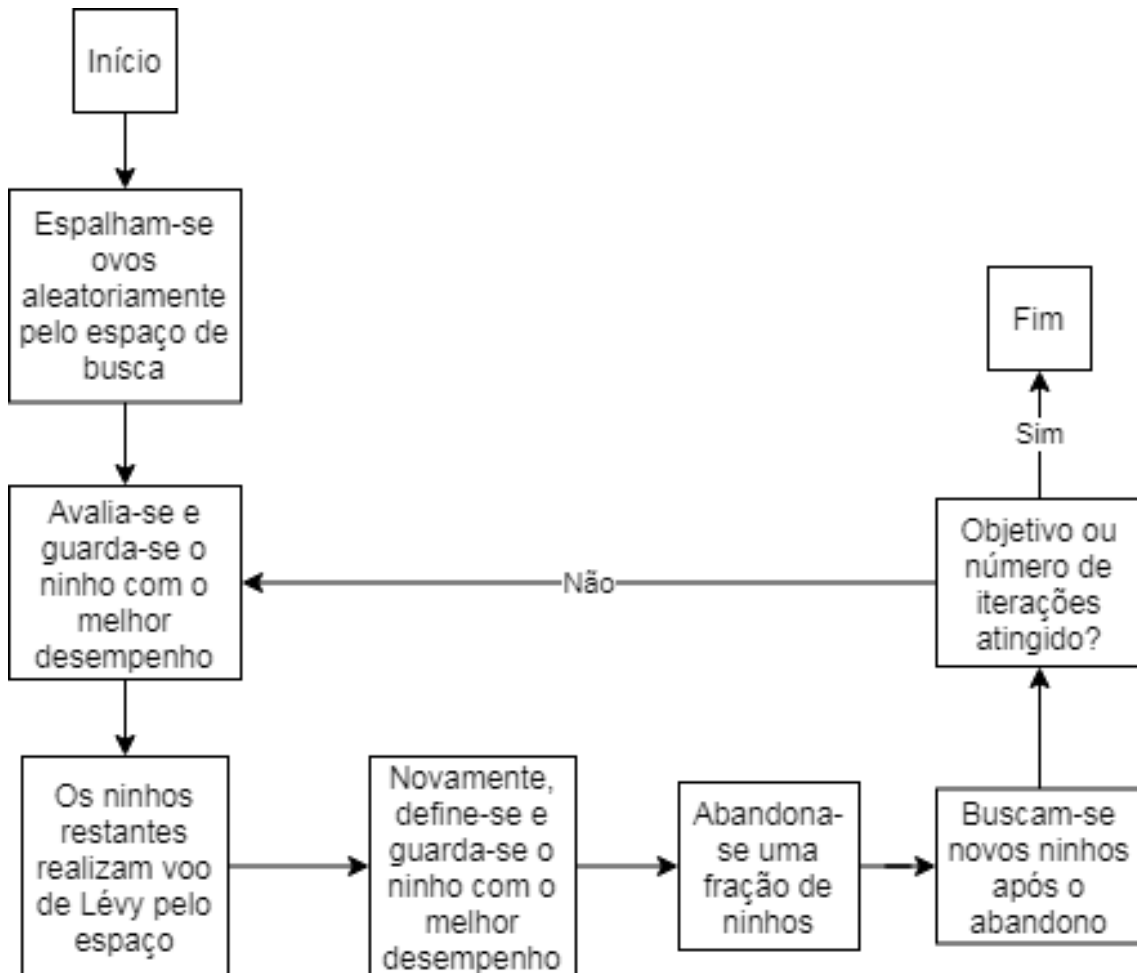 Início
Espalham-se
ovos
aleatoriamente
pelo espaço de
busca
Avalia-se e
guarda-se o
ninho com o
melhor
desempenho
Os ninhos
restantes
realizam voo
de Lévy pelo
espaço
Novamente,
define-se e
guarda-se o
ninho com o
melhor
desempenho
Abandona-
se uma
fração de
ninhos
Buscam-se
novos ninhos
após o
abandono
Objetivo ou
número de
iterações
atingido?
Não
Sim
Fim